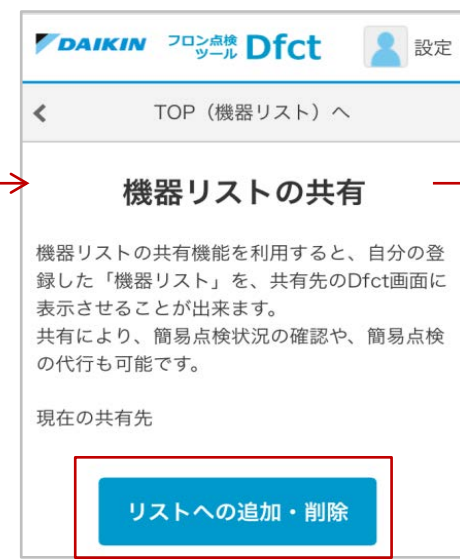 DAIKIN フロン点検ツール Dfct 設定
TOP（機器リスト）へ
機器リストの共有
機器リストの共有機能を利用すると、自分の登
録した「機器リスト」を、共有先のDfct画面に
表示させることが出来ます。
共有により、簡易点検状況の確認や、簡易点検
の代行も可能です。
現在の共有先
リストへの追加・削除